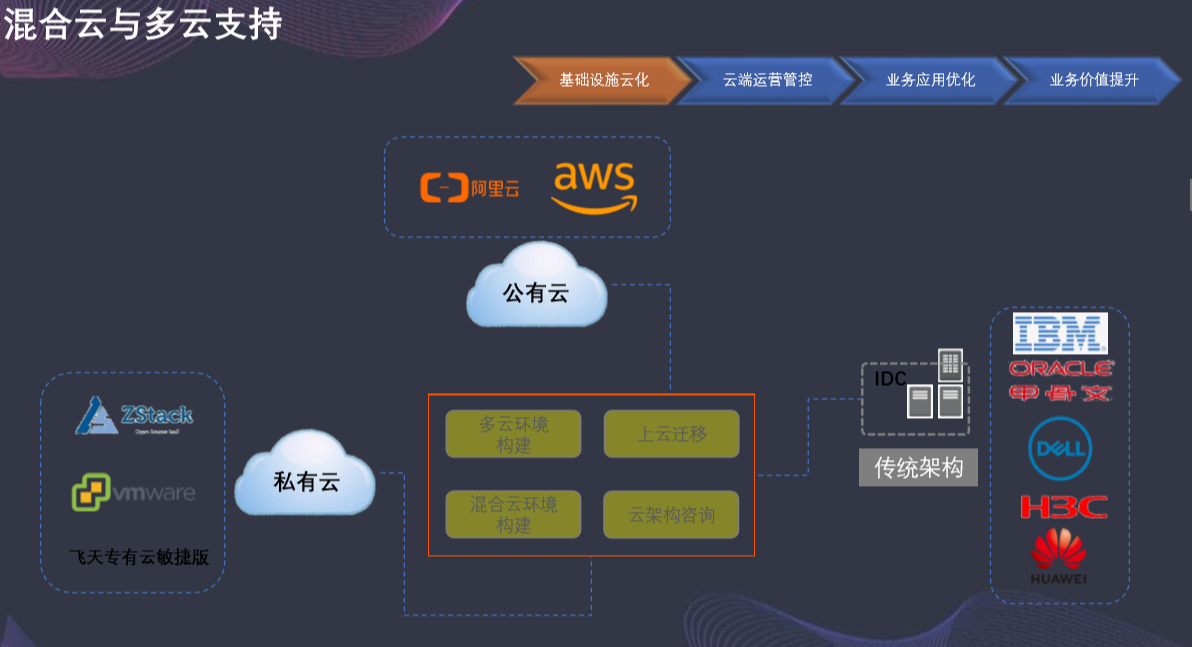 混合云与多云支持
基础设施云化
云端运营管控
业务应用优化
业务价值提升
阿里云
aws
公有云
ZStack
Open Source IaaS
vmware
飞天专有云敏捷版
私有云
多云环境
构建
上云迁移
混合云环境
构建
云架构咨询
IDC
传统架构
IBM
ORACLE
甲骨文
DELL
H3C
HUAWEI